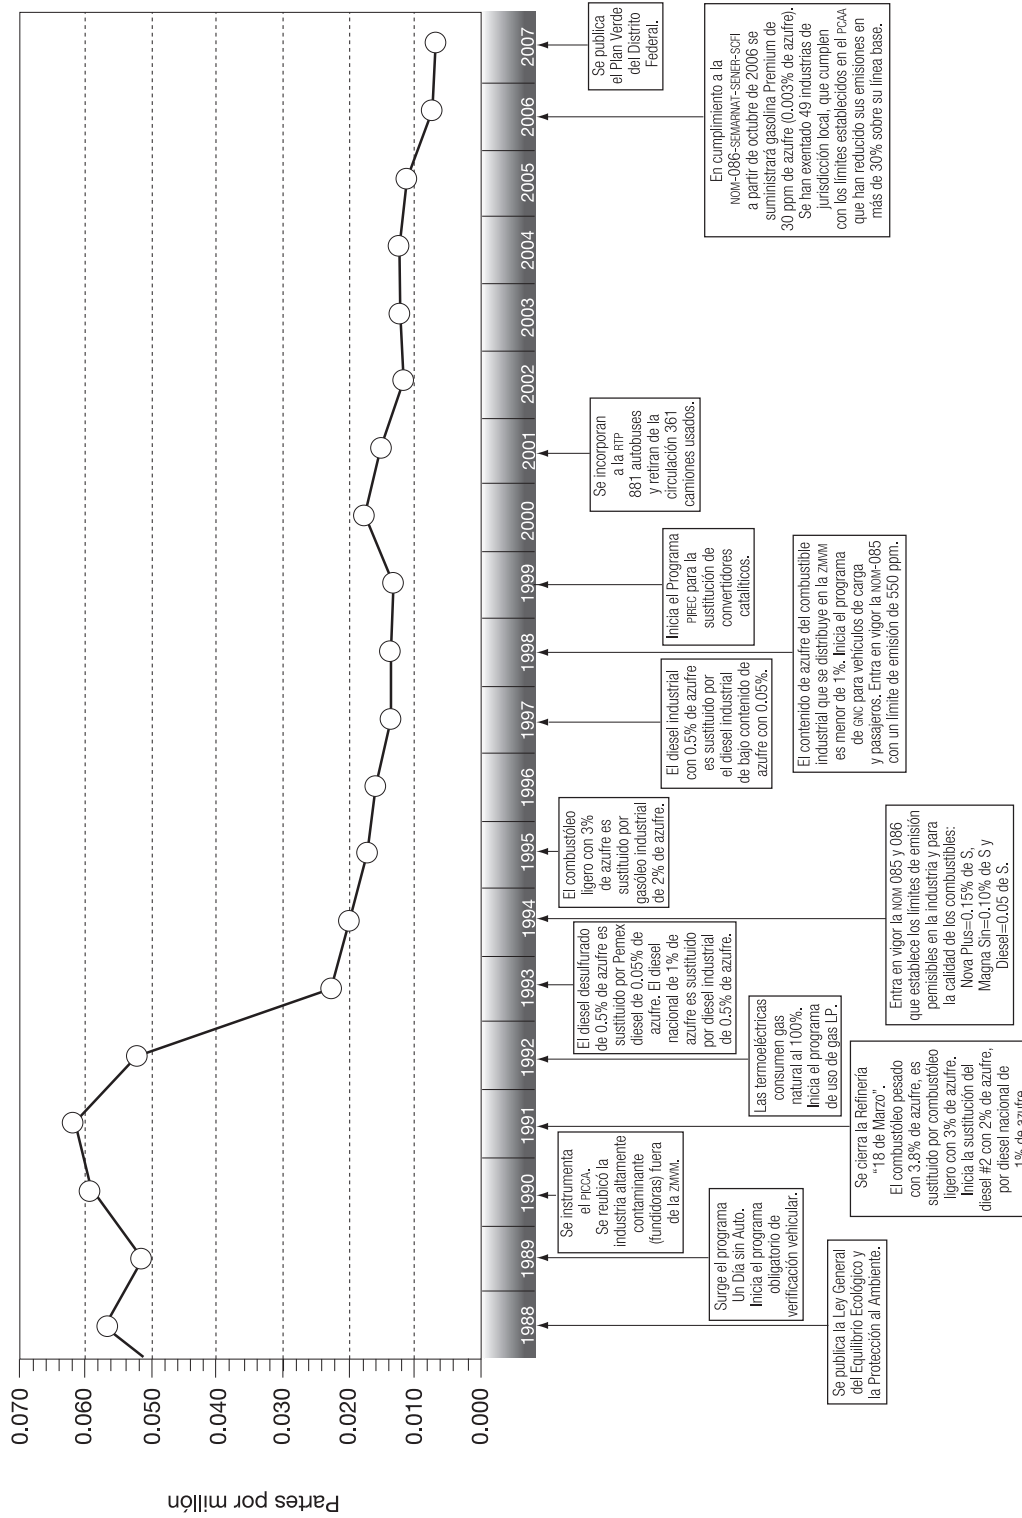 Partes por millón
0.070
0.060
0.050
0.040
0.030
0.020
0.010
0.000
1988
1989
1990
1991
1992
1993
1994
1995
1996
1997
1998
1999
2000
2001
2002
2003
2004
2005
2006
2007
Se publica la Ley General
del Equilibrio Ecológico y
la Protección al Ambiente.
Surge el programa
Un Día sin Auto.
Inicia el programa
obligatorio de
verificación vehicular.
Se instrumenta
el PICCA.
Se reubicó la
industria altamente
contaminante
(fundidoras) fuera
de la ZMVM.
Se cierra la Refinería
“18 de Marzo”.
El combustóleo pesado
con 3.8% de azufre, es
sustituido por combustóleo
ligero con 3% de azufre.
Inicia la sustitución del
diesel #2 con 2% de azufre,
por diesel nacional de
1% de azufre
Las termoeléctricas
consumen gas
natural al 100%.
Inicia el programa
de uso de gas LP.
El diesel desulfurado
de 0.5% de azufre es
sustituido por Pemex
diesel de 0.05% de
azufre. El diesel
nacional de 1% de
azufre es sustituido
por diesel industrial
de 0.5% de azufre.
Entra en vigor la NOM 085 y 086
que establece los límites de emisión
pemisibles en la industria y para
la calidad de los combustibles:
Nova Plus=0.15% de S,
Magna Sin=0.10% de S y
Diesel=0.05 de S.
El combustóleo
ligero con 3%
de azufre es
sustituido por
gasóleo industrial
de 2% de azufre.
El diesel industrial
con 0.5% de azufre
es sustituido por
el diesel industrial
de bajo contenido de
azufre con 0.05%.
El contenido de azufre del combustible
industrial que se distribuye en la ZMVM
es menor de 1%. Inicia el programa
de GNC para vehículos de carga
y pasajeros. Entra en vigor la NOM-085
con un límite de emisión de 550 ppm.
Inicia el Programa
PIREC para la
sustitución de
convertidores
catalíticos.
Se incorporan
a la RTP
881 autobuses
y retiran de la
circulación 361
camiones usados.
En cumplimiento a la
NOM-086-SEMARNAT-SENER-SCFI
a partir de octubre de 2006 se
suministrará gasolina Premium de
30 ppm de azufre (0.003% de azufre).
Se han exentado 49 industrias de
jurisdicción local, que cumplen
con los límites establecidos en el PCAA
que han reducido sus emisiones en
más de 30% sobre su línea base.
Se publica
el Plan Verde
del Distrito
Federal.